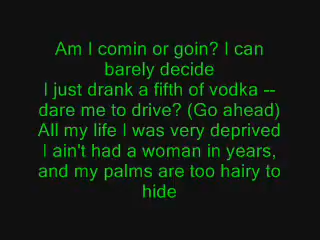 Am I comin or goin? I can
barely decide
I just drank a fifth of vodka --
dare me to drive? (Go ahead)
All my life I was very deprived
I ain't had a woman in years,
and my palms are too hairy to
hide